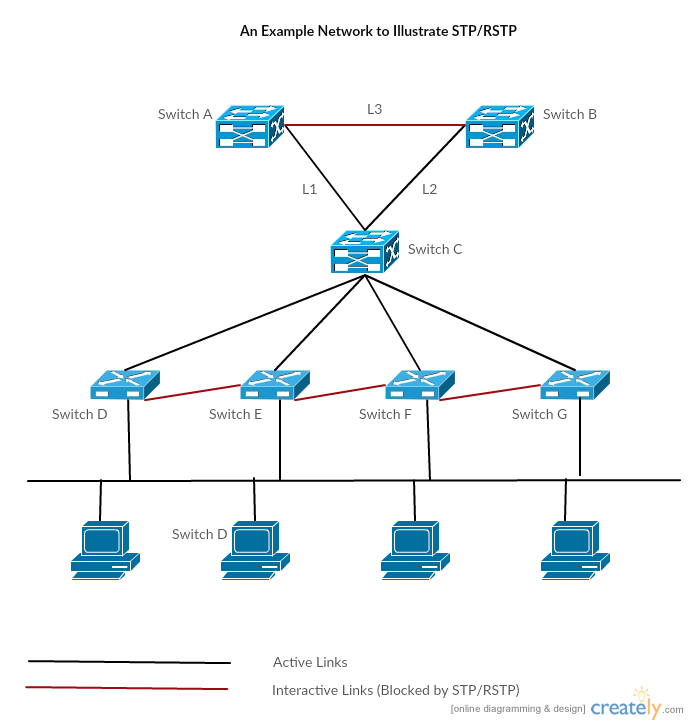 An Example Network to Illustrate STP/RSTP
Switch A
L3
Switch B
L1
L2
Switch C
Switch D
Switch E
Switch F
Switch G
Switch D
Active Links
Interactive Links (Blocked by STP/RSTP)
[online diagramming & design] creately.com